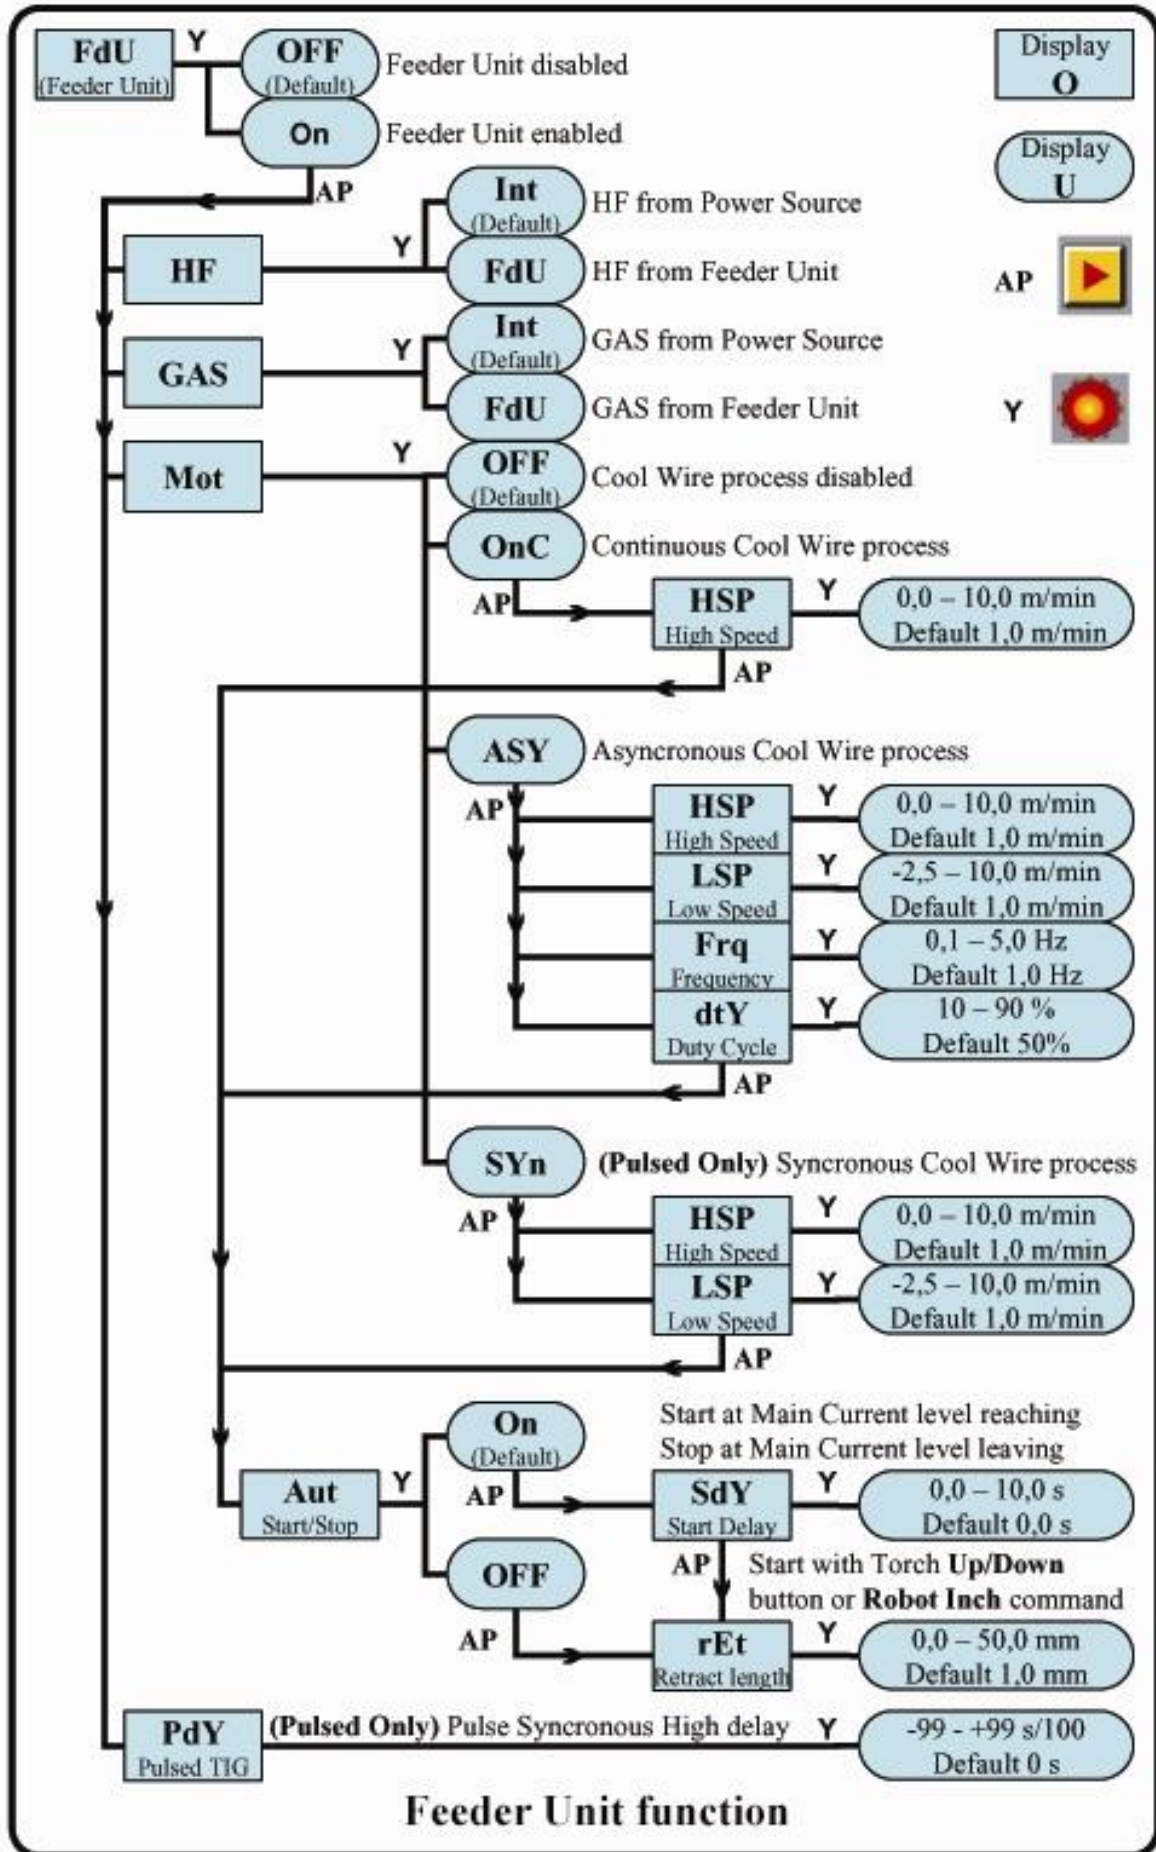 FdU
(Feeder Unit)
Y
OFF
(Default)
Feeder Unit disabled
On
Feeder Unit enabled
AP
Display
O
Display
U
AP
Y
HF
Y
Int
(Default)
HF from Power Source
FdU
HF from Feeder Unit
GAS
Y
Int
(Default)
GAS from Power Source
FdU
GAS from Feeder Unit
Mot
Y
OFF
(Default)
Cool Wire process disabled
OnC
Continuous Cool Wire process
AP
HSP
High Speed
Y
0,0 – 10,0 m/min
Default 1,0 m/min
AP
ASY
Asyncronous Cool Wire process
AP
HSP
High Speed
Y
0,0 – 10,0 m/min
Default 1,0 m/min
LSP
Low Speed
Y
-2,5 – 10,0 m/min
Default 1,0 m/min
Frq
Frequency
Y
0,1 – 5,0 Hz
Default 1,0 Hz
dtY
Duty Cycle
Y
10 – 90 %
Default 50%
AP
SYn
(Pulsed Only) Syncronous Cool Wire process
AP
HSP
High Speed
Y
0,0 – 10,0 m/min
Default 1,0 m/min
LSP
Low Speed
Y
-2,5 – 10,0 m/min
Default 1,0 m/min
AP
Aut
Start/Stop
Y
On
(Default)
Start at Main Current level reaching
Stop at Main Current level leaving
AP
SdY
Start Delay
Y
0,0 – 10,0 s
Default 0,0 s
OFF
AP
Start with Torch Up/Down
button or Robot Inch command
AP
rEt
Retract length
Y
0,0 – 50,0 mm
Default 1,0 mm
PdY
Pulsed TIG
(Pulsed Only) Pulse Syncronous High delay
Y
-99 - +99 s/100
Default 0 s
Feeder Unit function